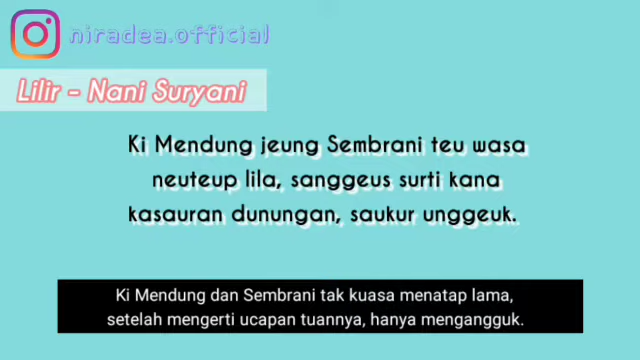 niradea.official
Lilir - Nani Suryani
Ki Mendung jeung Sembrani teu wasa
neuteup lila, sanggeus surti kana
kasauran dunungan, saukur unggeuk.
Ki Mendung dan Sembrani tak kuasa menatap lama,
setelah mengerti ucapan tuannya, hanya mengangguk.